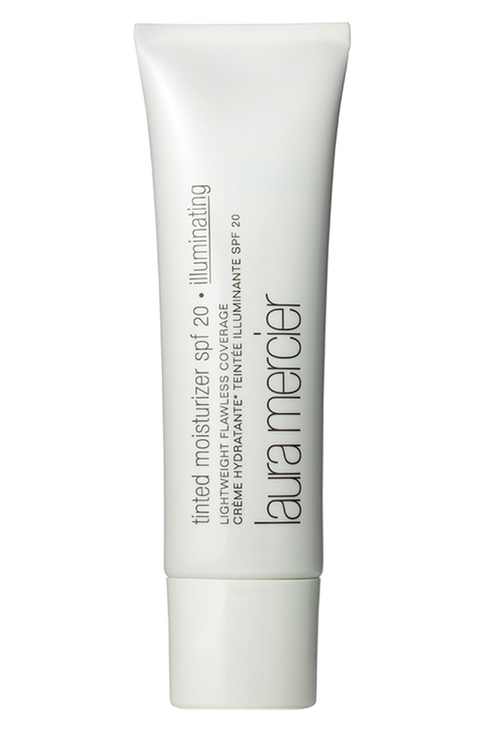 tinted moisturizer spf 20 • illuminating
LIGHTWEIGHT FLAWLESS COVERAGE
CRÈME HYDRATANTE* TEINTÉE ILLUMINANTE SPF 20
laura mercier